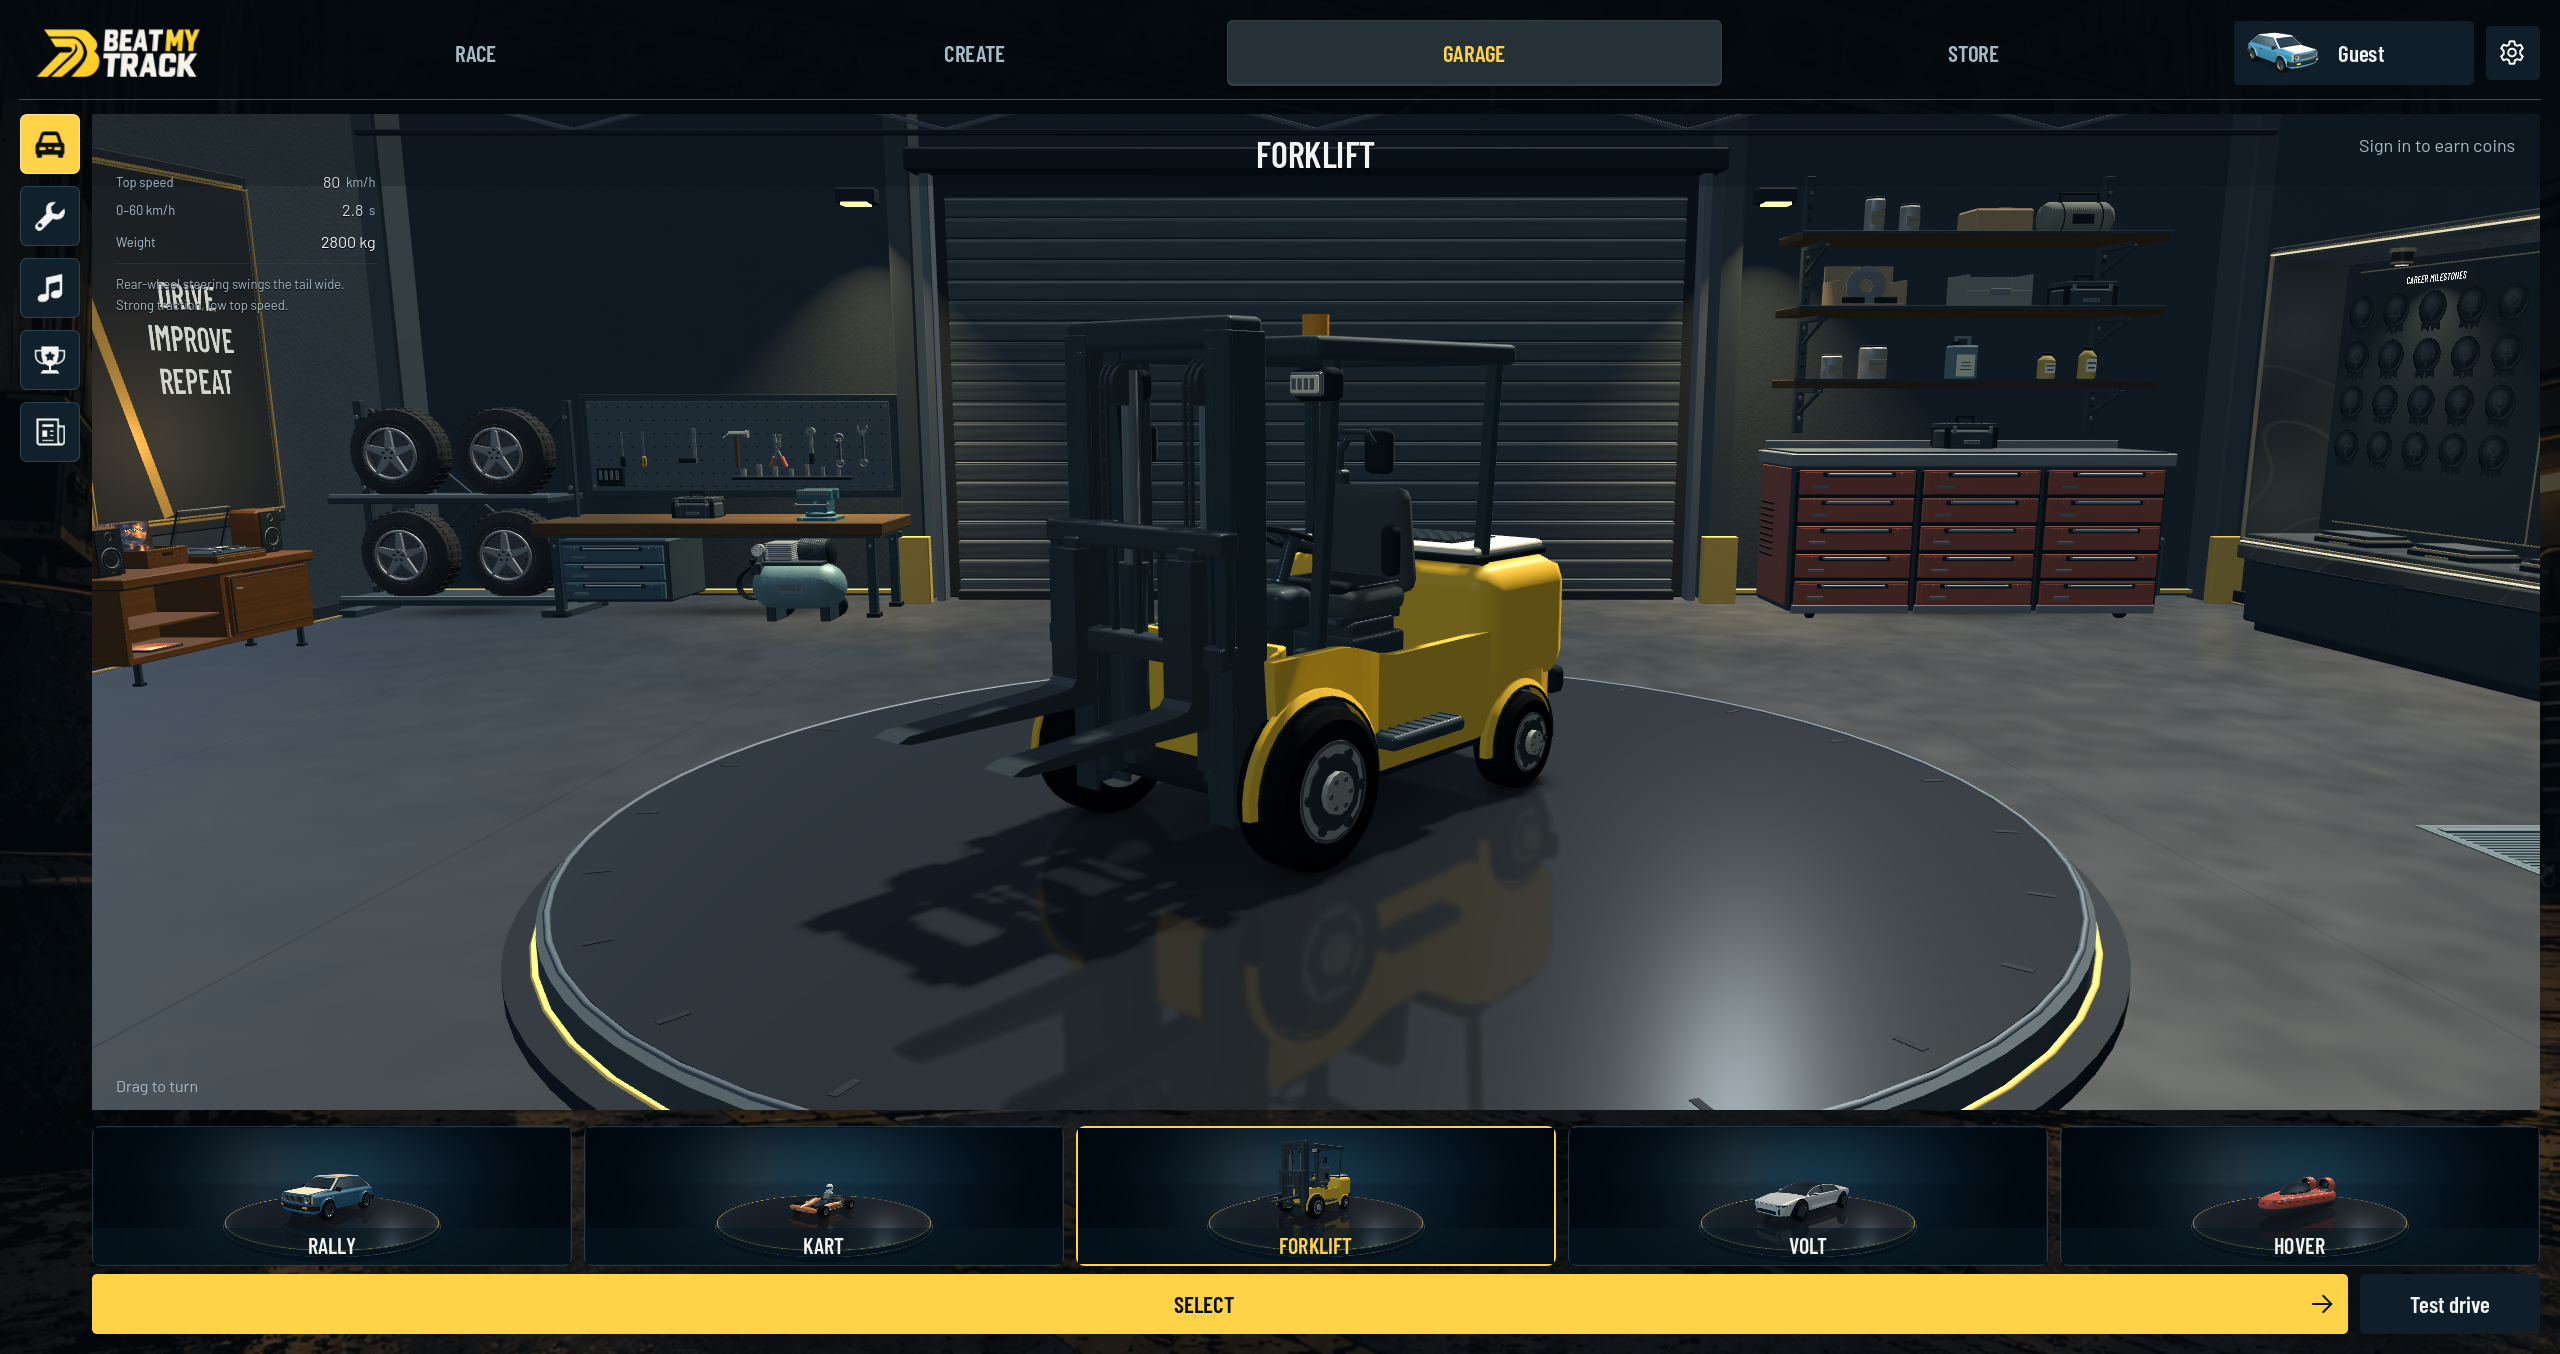 BEATMY
TRACK
RACE
CREATE
GARAGE
STORE
Guest
FORKLIFT
Sign in to earn coins
Top speed 80 km/h
0–60 km/h 2.8 s
Weight 2800 kg
Rear-wheel steering swings the tail wide.
Strong traction, low top speed.
DRIVE
IMPROVE
REPEAT
CAREER MILESTONES
Drag to turn
RALLY
KART
FORKLIFT
VOLT
HOVER
SELECT
Test drive